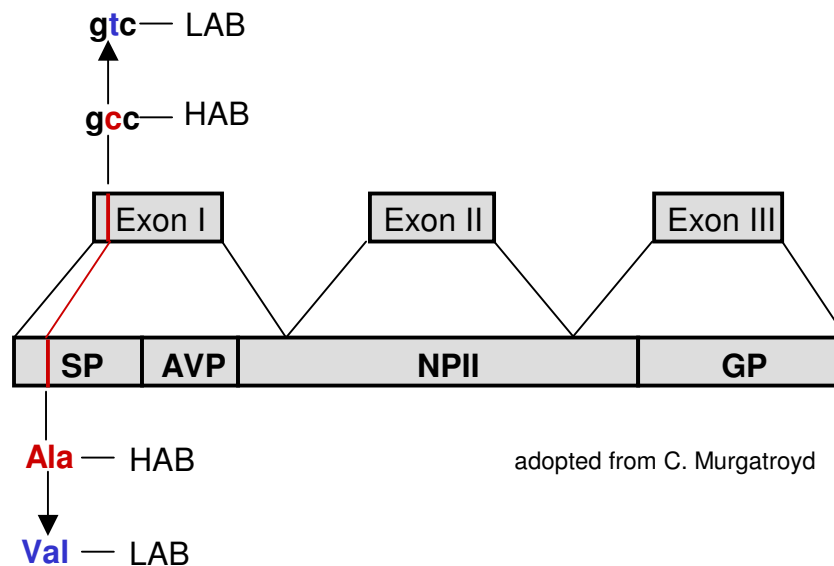 gtc LAB
gcc HAB
Exon I Exon II Exon III
SP AVP NPII GP
Ala HAB
adopted from C. Murgatroyd
Val LAB